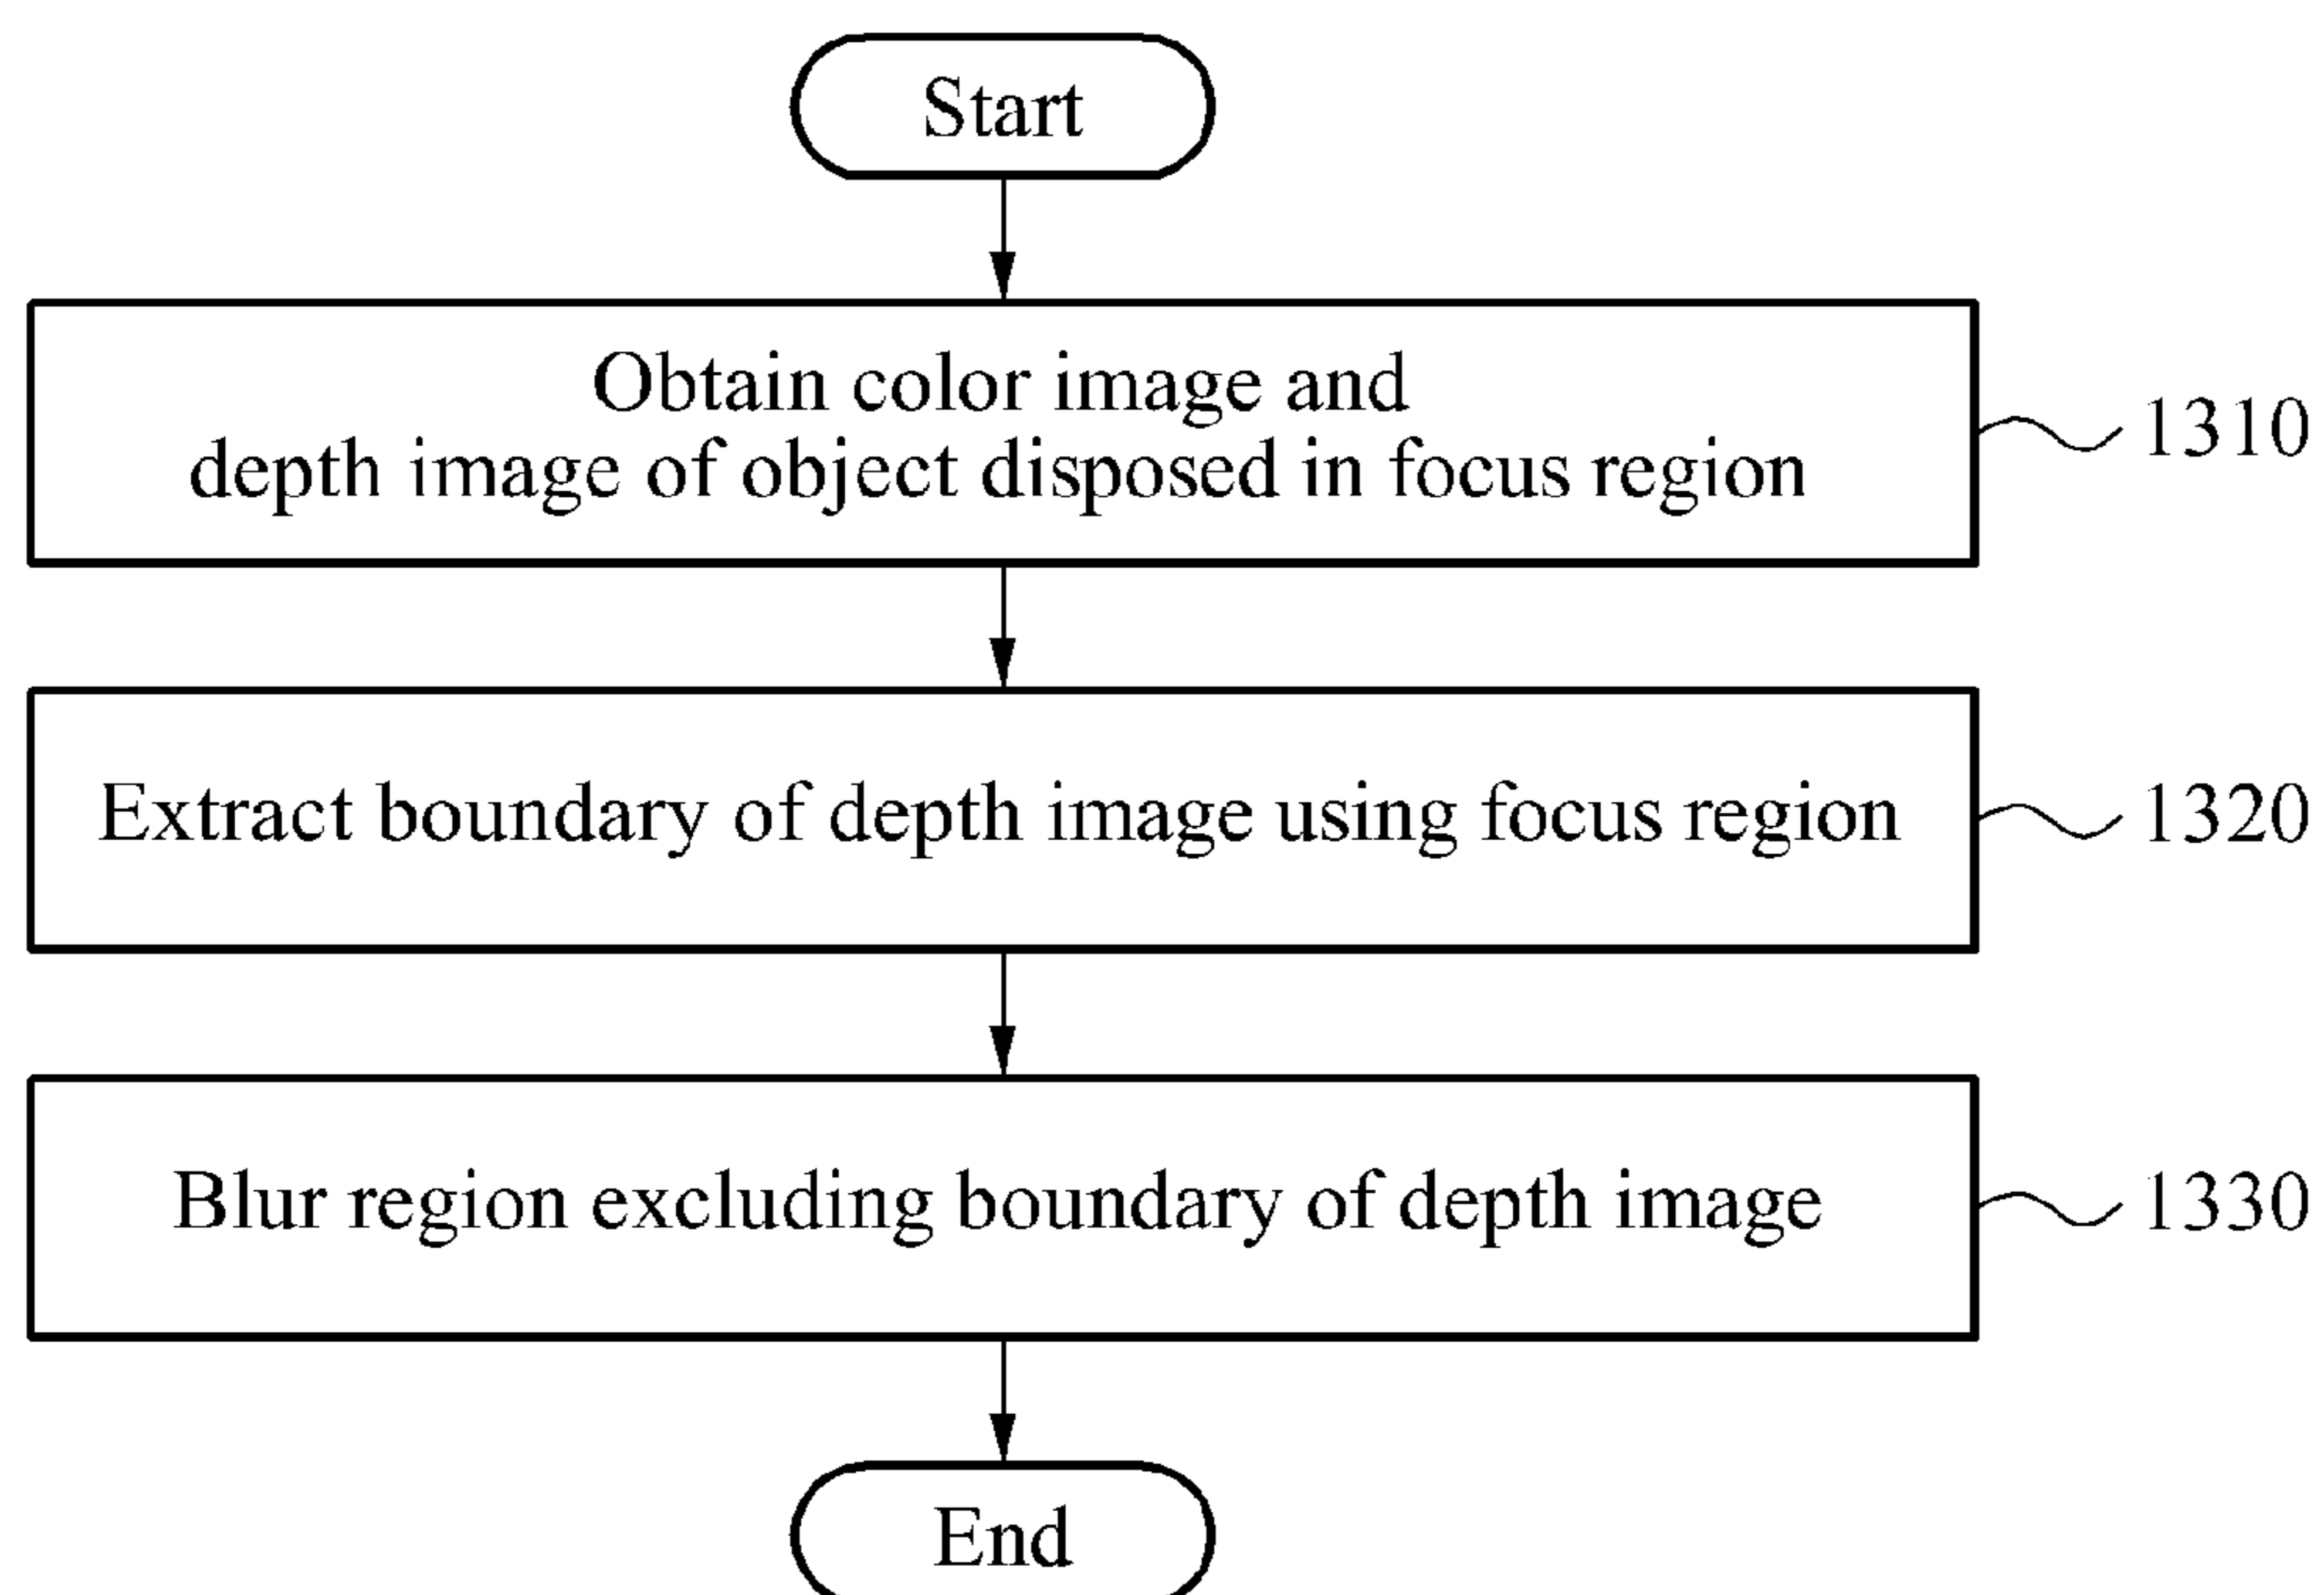 Start
Obtain color image and
depth image of object disposed in focus region
1310
Extract boundary of depth image using focus region
1320
Blur region excluding boundary of depth image
1330
End